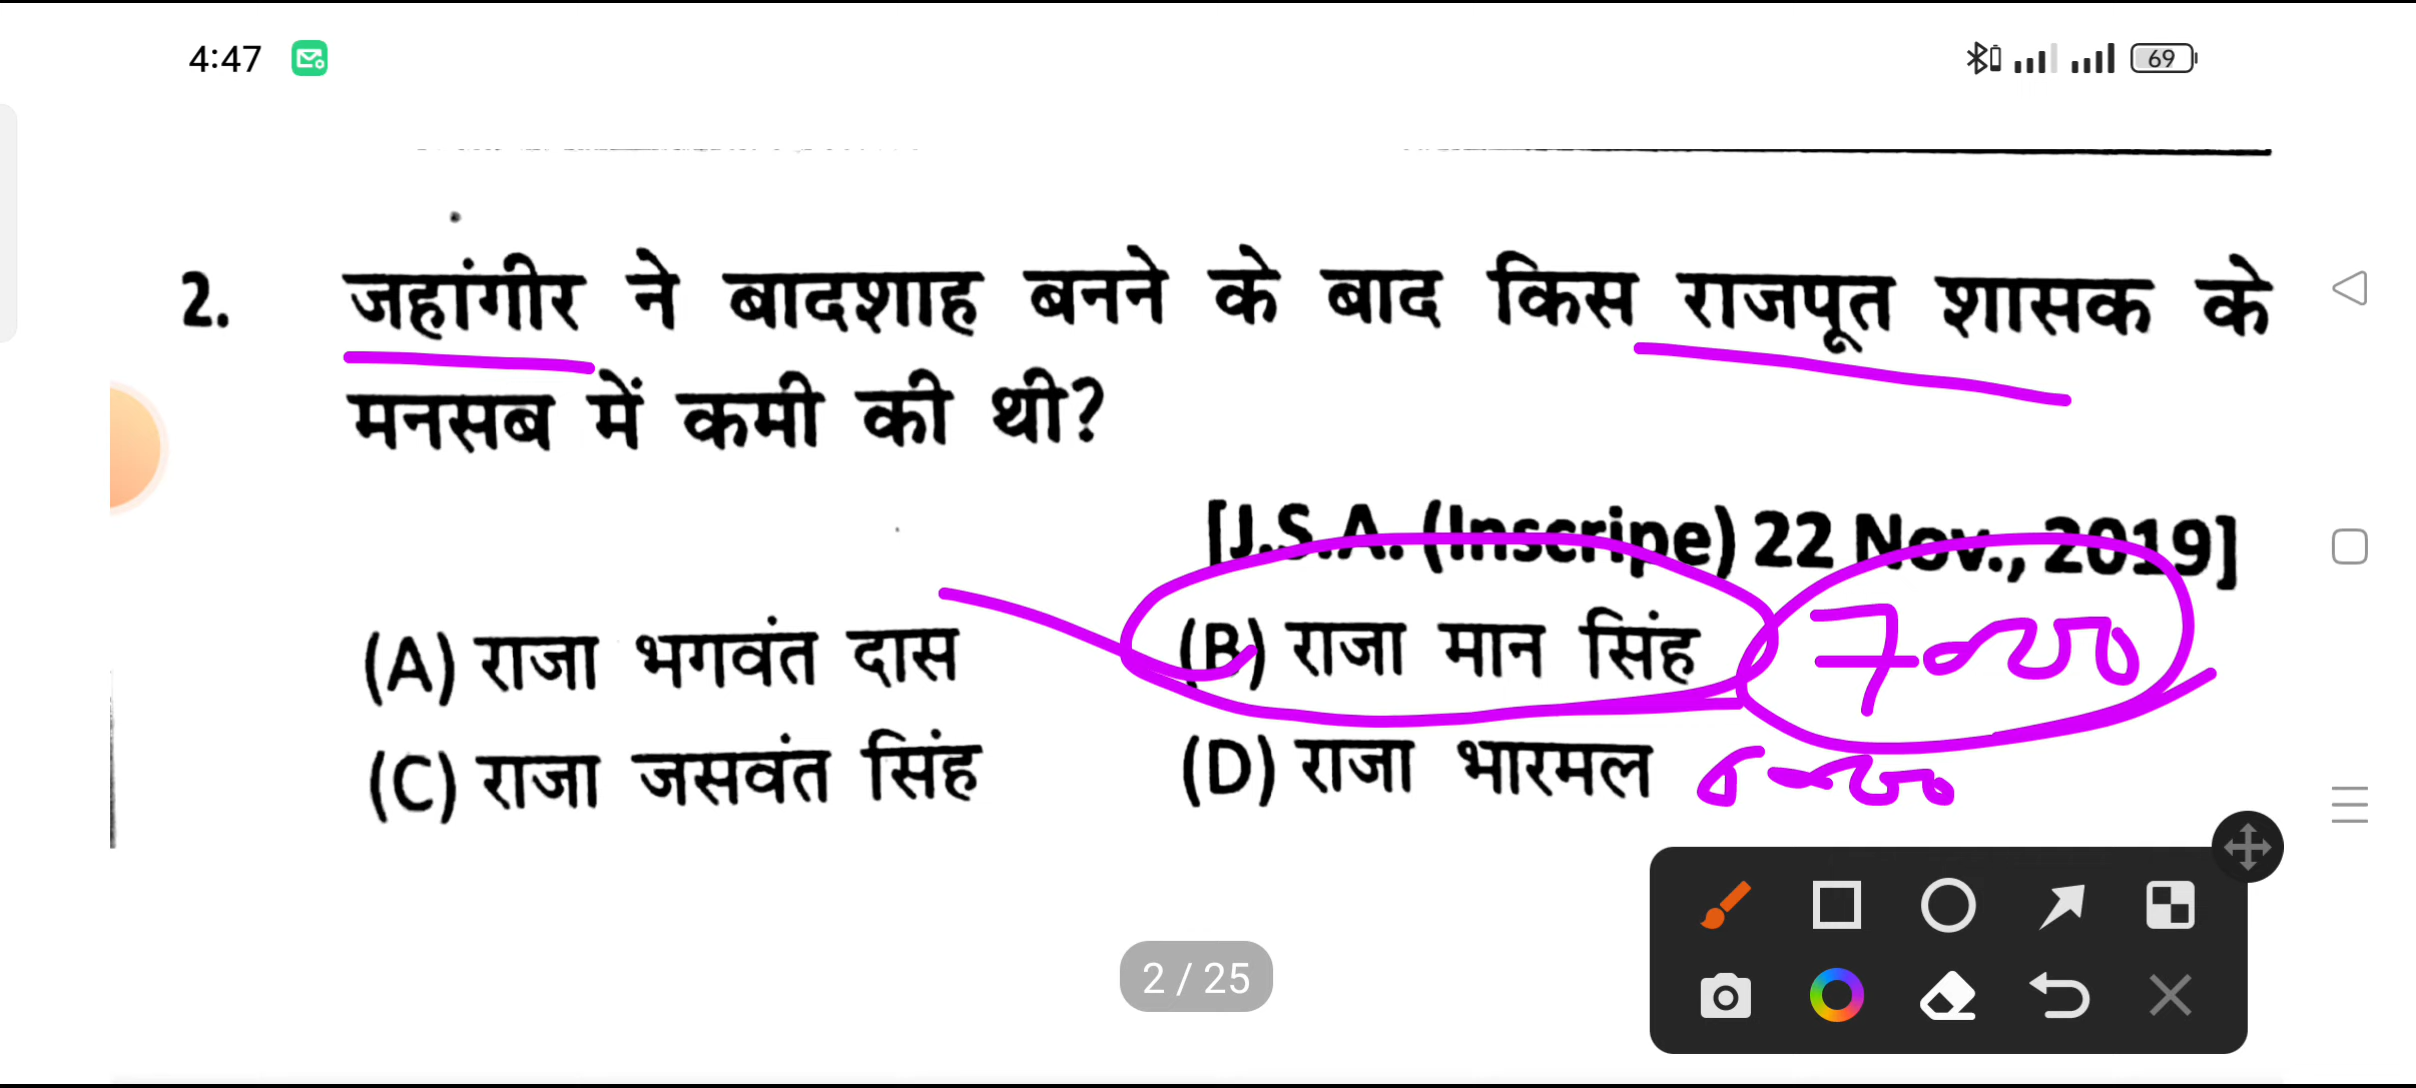 4:47
69
2. जहांगीर ने बादशाह बनने के बाद किस राजपूत शासक के
मनसब में कमी की थी?
[J.S.A. (Inscripe) 22 Nov., 2019]
(A) राजा भगवंत दास (B) राजा मान सिंह 7000
(C) राजा जसवंत सिंह (D) राजा भारमल
2 / 25